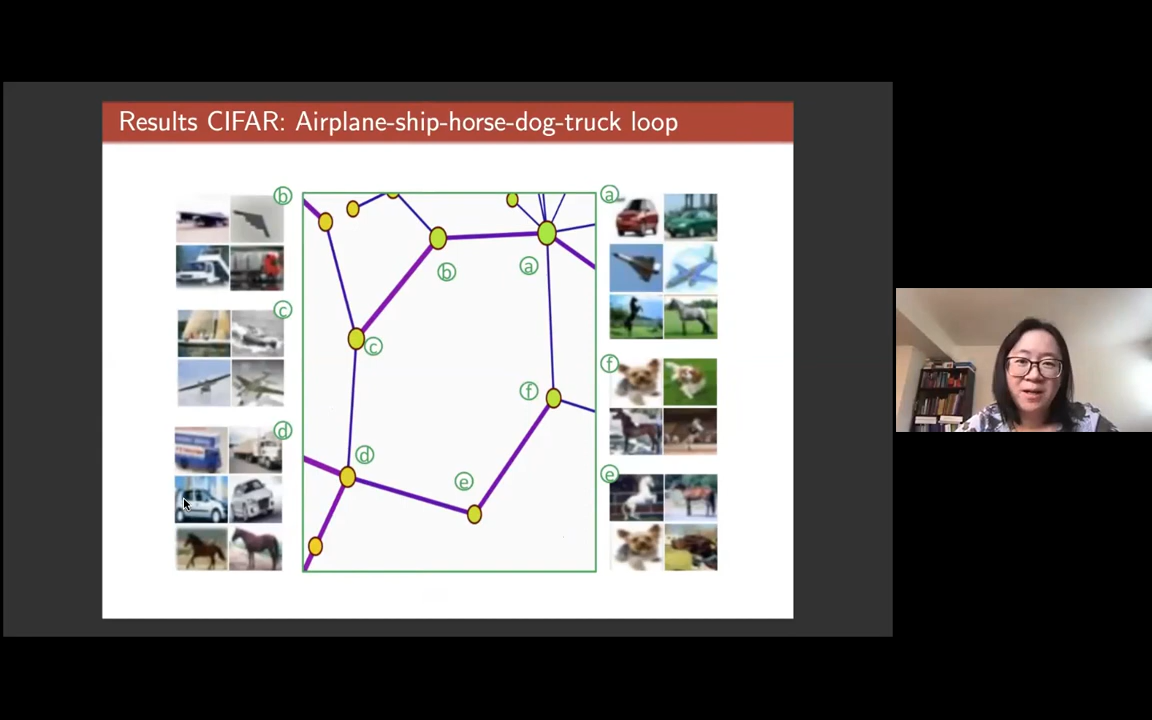 Results CIFAR: Airplane-ship-horse-dog-truck loop
b
a
b
a
c
c
f
f
d
d
e
e